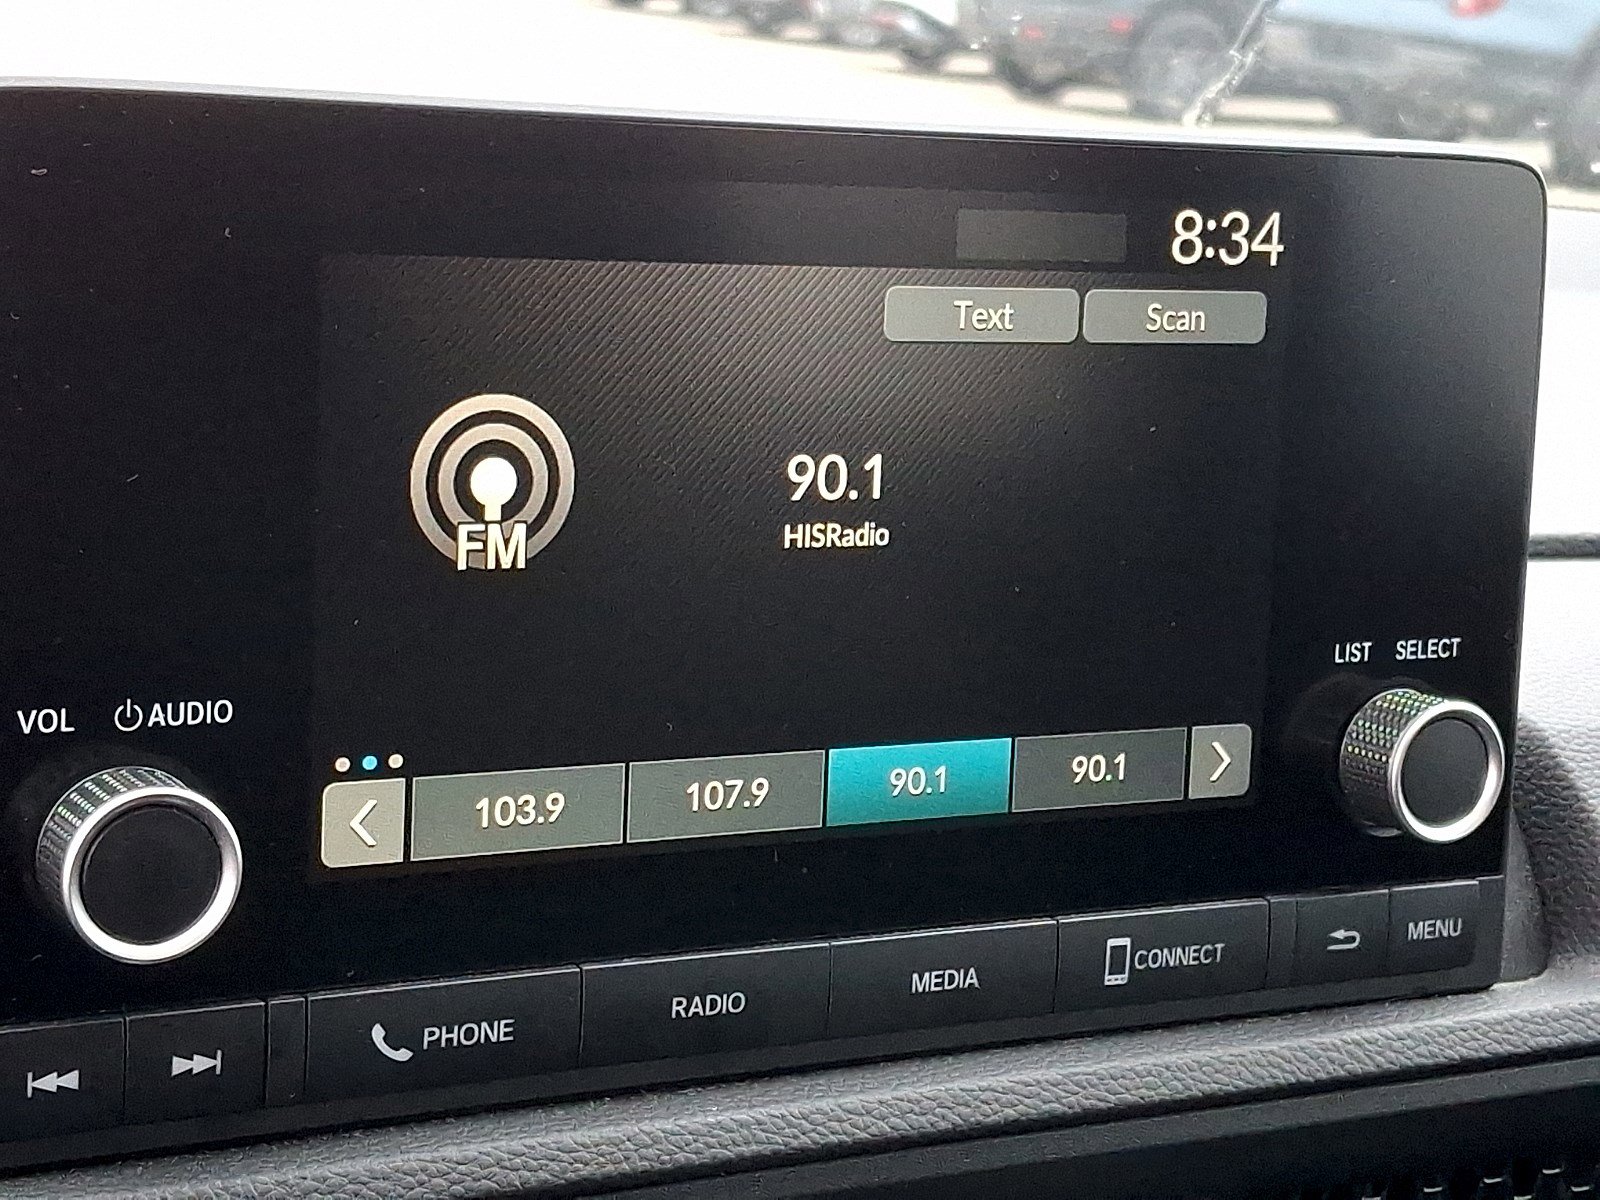 8:34
Text Scan
FM
90.1
HISRadio
LIST SELECT
VOL AUDIO
103.9 107.9 90.1 90.1
PHONE RADIO MEDIA CONNECT MENU